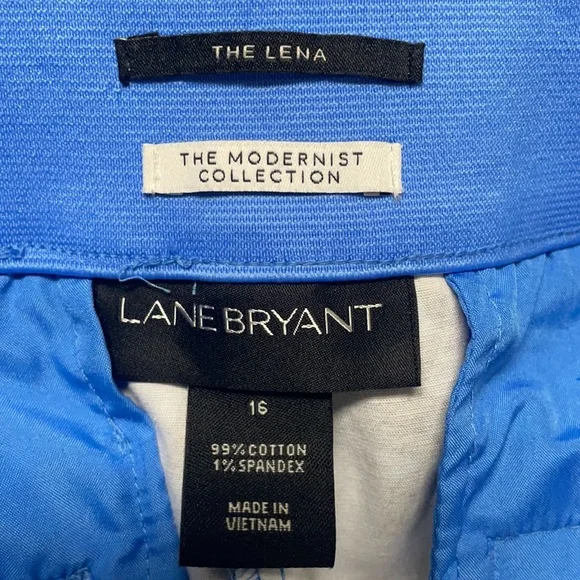 THE LENA
THE MODERNIST
COLLECTION
LANE BRYANT
16
99% COTTON
1% SPANDEX
MADE IN
VIETNAM